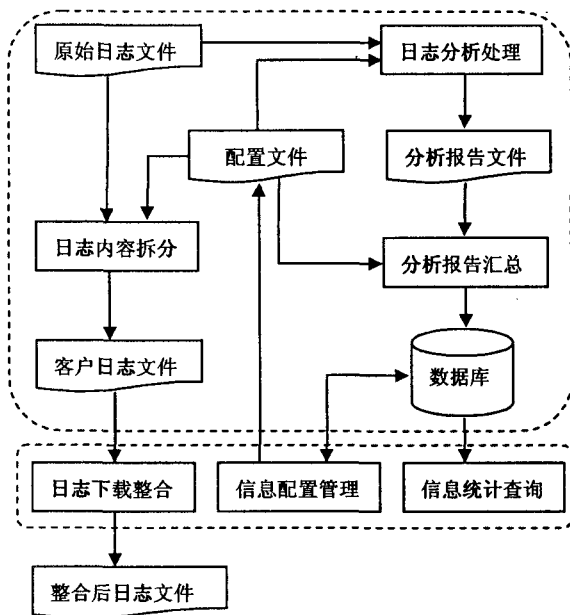 原始日志文件
日志分析处理
配置文件
分析报告文件
日志内容拆分
分析报告汇总
客户日志文件
数据库
日志下载整合
信息配置管理
信息统计查询
整合后日志文件